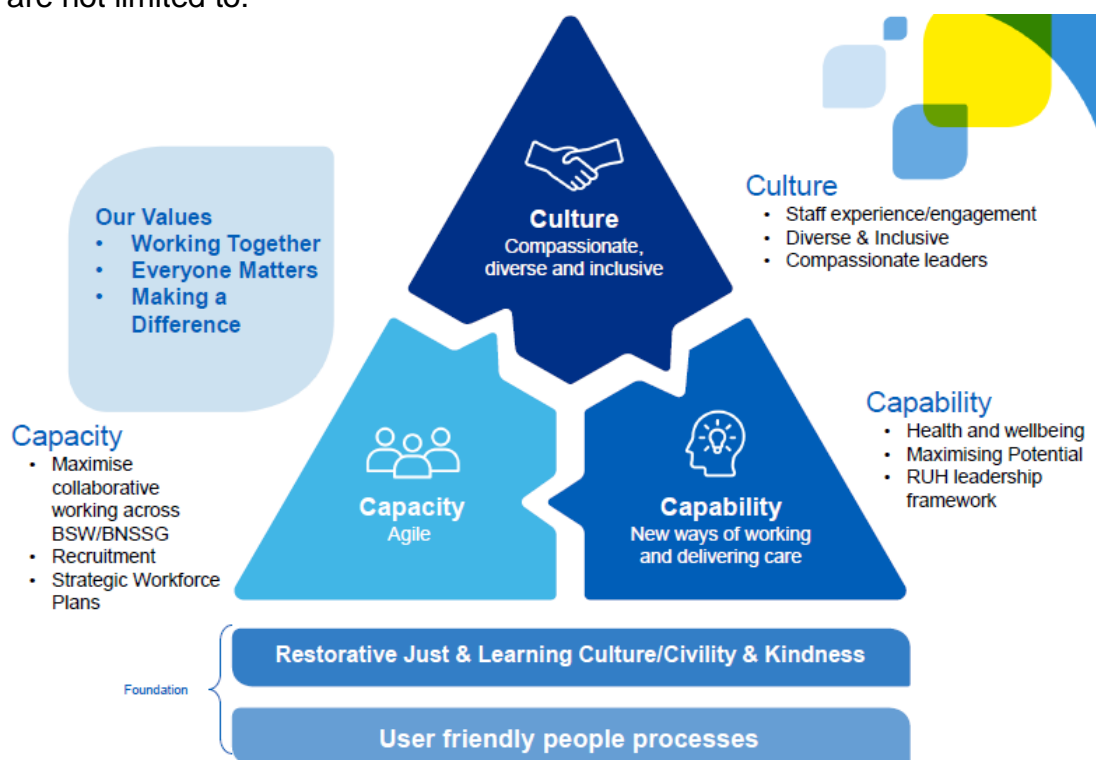 are not limited to:
Our Values
• Working Together
• Everyone Matters
• Making a
Difference
Culture
Compassionate,
diverse and inclusive
Culture
• Staff experience/engagement
• Diverse & Inclusive
• Compassionate leaders
Capacity
• Maximise
collaborative
working across
BSW/BNSSG
• Recruitment
• Strategic Workforce
Plans
Capacity
Agile
Capability
New ways of working
and delivering care
Capability
• Health and wellbeing
• Maximising Potential
• RUH leadership
framework
Foundation
Restorative Just & Learning Culture/Civility & Kindness
User friendly people processes